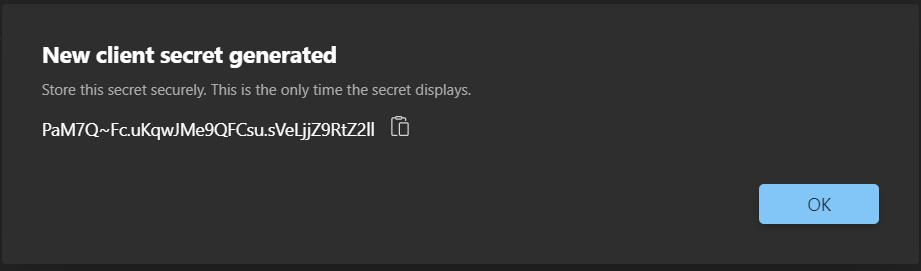 New client secret generated
Store this secret securely. This is the only time the secret displays.
PaM7Q~Fc.uKqwJMe9QFCsu.sVeLjjZ9RtZ2ll
OK